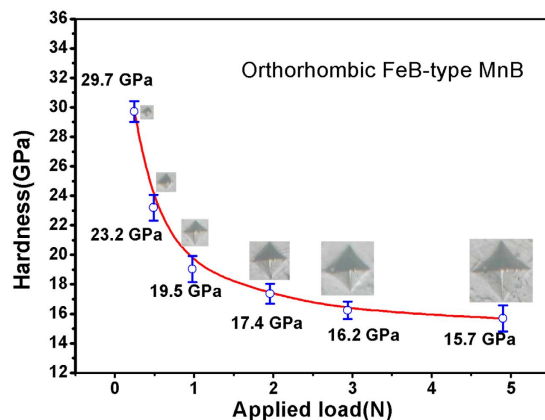 Orthorhombic FeB-type MnB
29.7 GPa
23.2 GPa
19.5 GPa
17.4 GPa
16.2 GPa
15.7 GPa
Hardness(GPa)
36
34
32
30
28
26
24
22
20
18
16
14
12
0
1
2
3
4
5
Applied load(N)